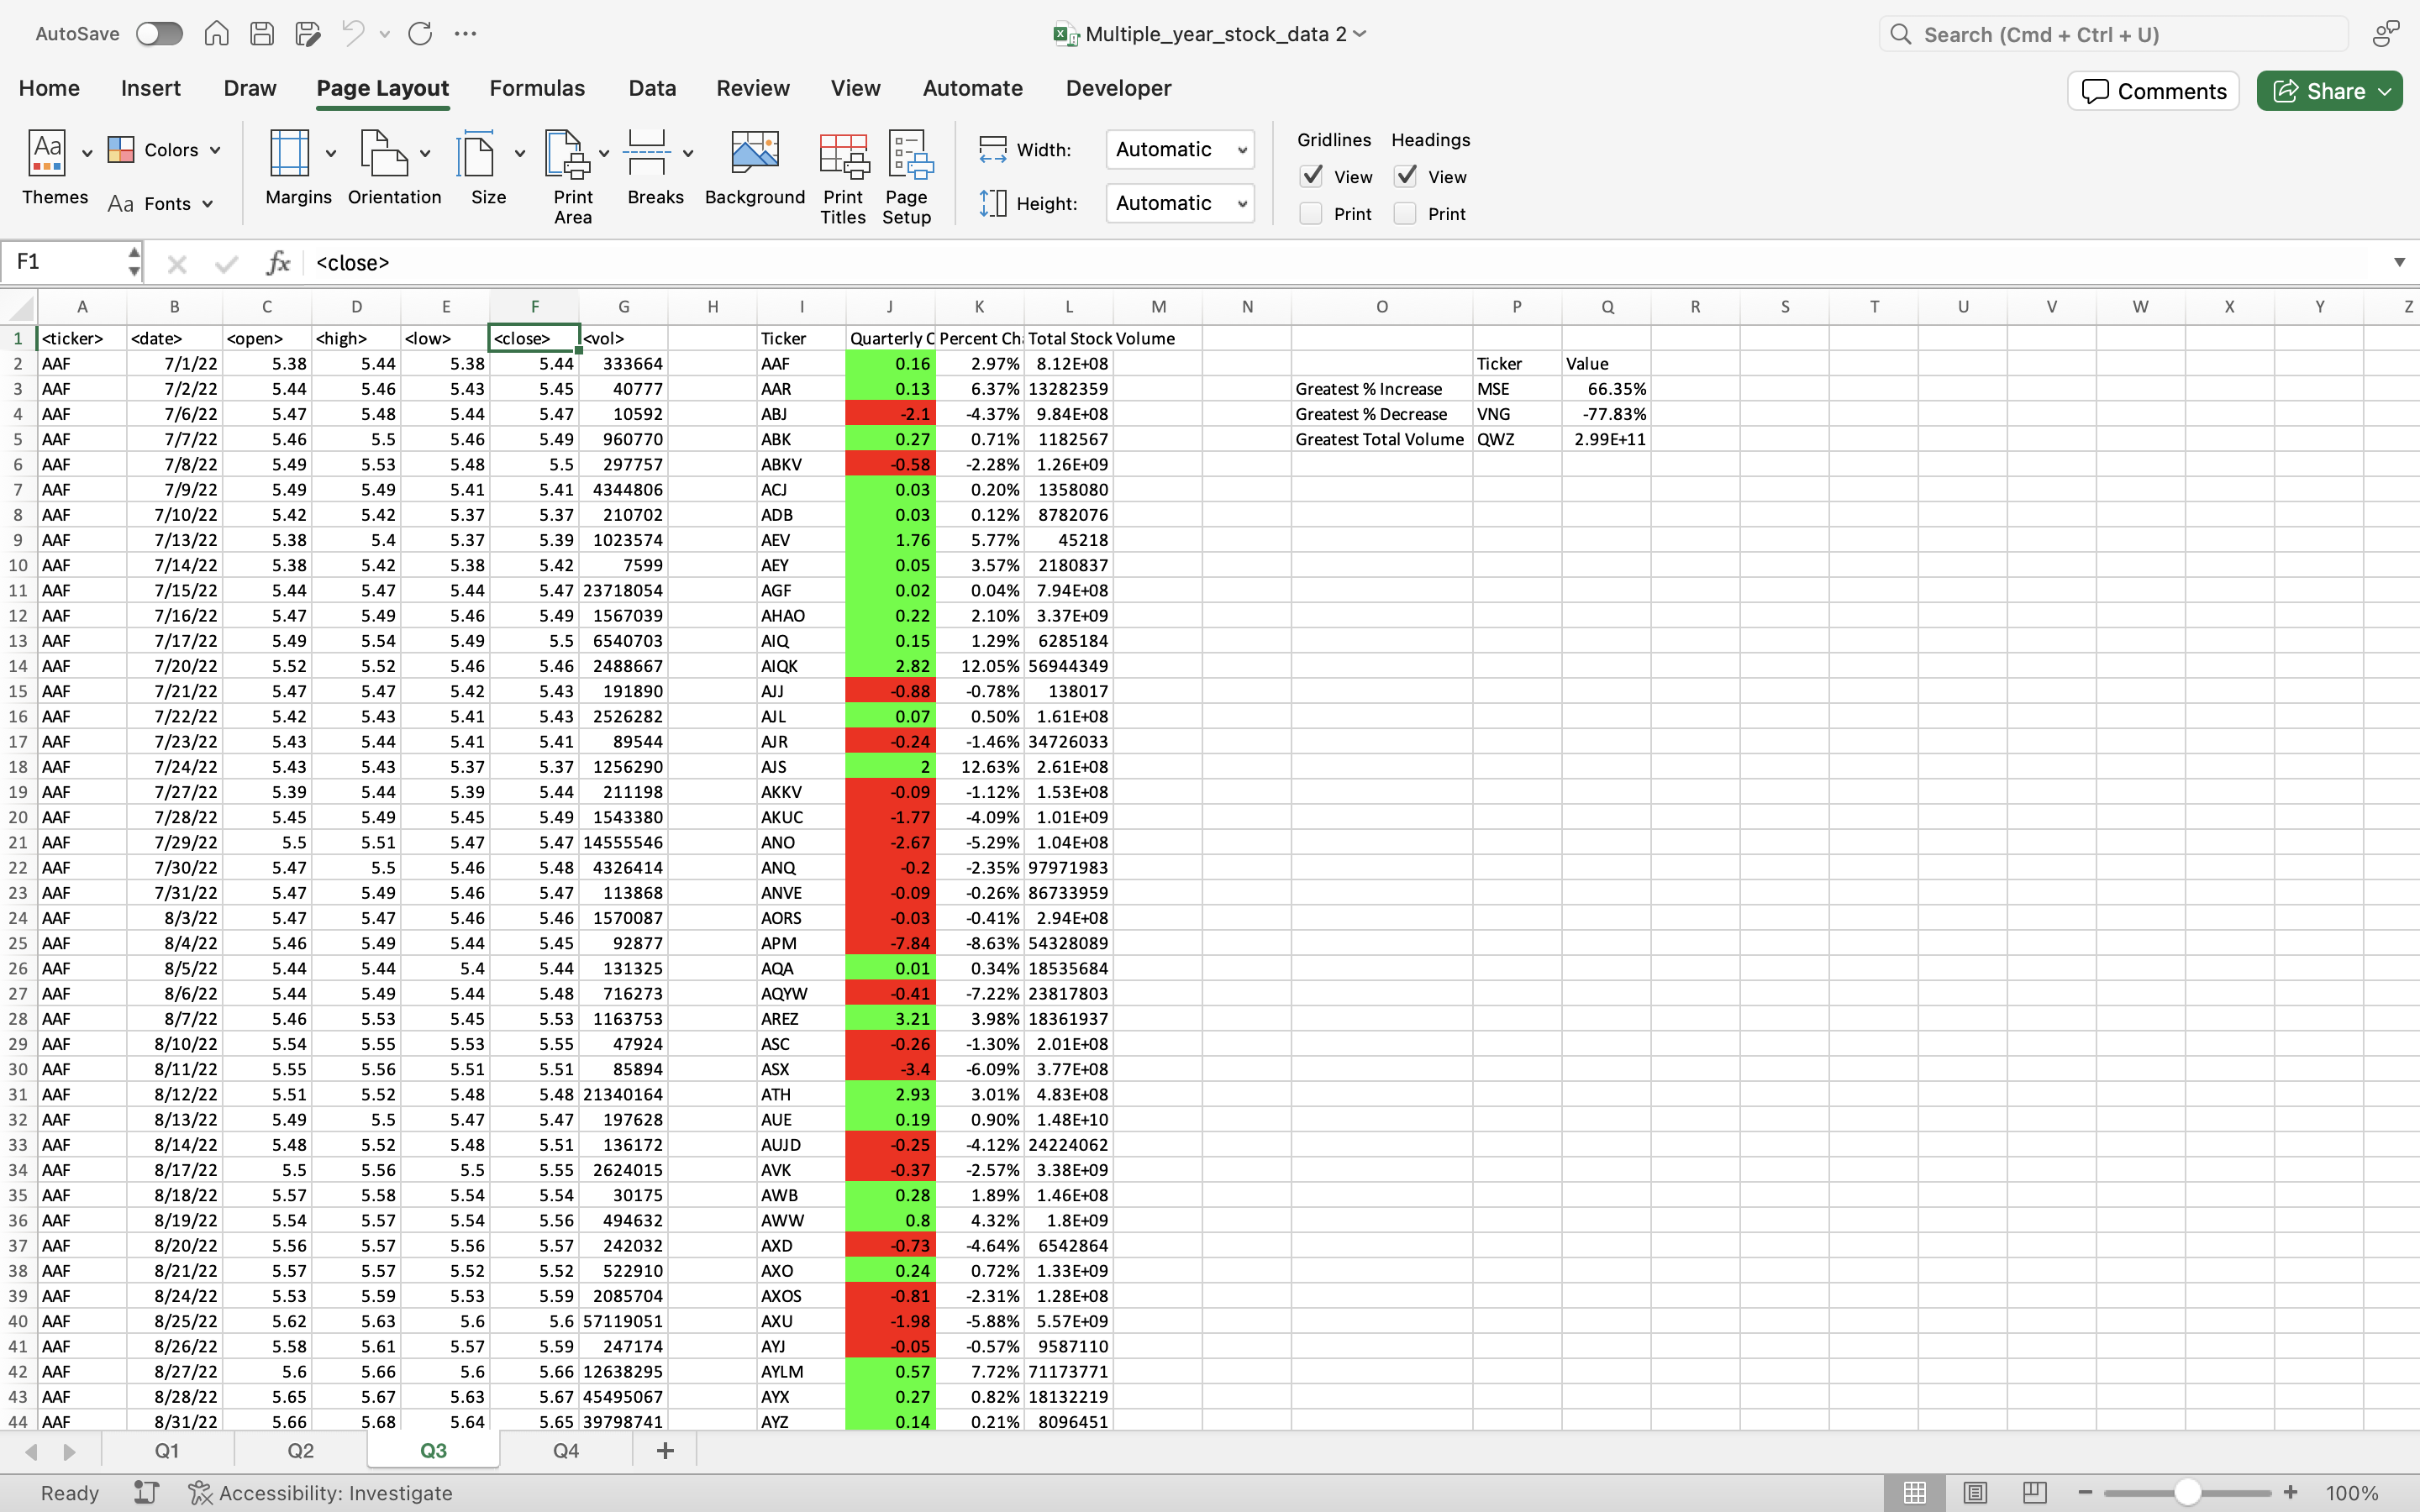 AutoSave Multiple_year_stock_data 2 Search (Cmd + Ctrl + U)
Home Insert Draw Page Layout Formulas Data Review View Automate Developer Comments Share
Aa Colors Width: Automatic Gridlines Headings
View View
Themes Aa Fonts Margins Orientation Size Print Area Breaks Background Print Titles Page Setup Height: Automatic Print Print
F1 fx <close>
A B C D E F G H I J K L M N O P Q R S T U V W X Y Z
1 <ticker> <date> <open> <high> <low> <close> <vol> Ticker Quarterly C Percent Cha Total Stock Volume
2 AAF 7/1/22 5.38 5.44 5.38 5.44 333664 AAF 0.16 2.97% 8.12E+08 Ticker Value
3 AAF 7/2/22 5.44 5.46 5.43 5.45 40777 AAR 0.13 6.37% 13282359 Greatest % Increase MSE 66.35%
4 AAF 7/6/22 5.47 5.48 5.44 5.47 10592 ABJ -2.1 -4.37% 9.84E+08 Greatest % Decrease VNG -77.83%
5 AAF 7/7/22 5.46 5.5 5.46 5.49 960770 ABK 0.27 0.71% 1182567 Greatest Total Volume QWZ 2.99E+11
6 AAF 7/8/22 5.49 5.53 5.48 5.5 297757 ABKV -0.58 -2.28% 1.26E+09
7 AAF 7/9/22 5.49 5.49 5.41 5.41 4344806 ACJ 0.03 0.20% 1358080
8 AAF 7/10/22 5.42 5.42 5.37 5.37 210702 ADB 0.03 0.12% 8782076
9 AAF 7/13/22 5.38 5.4 5.37 5.39 1023574 AEV 1.76 5.77% 45218
10 AAF 7/14/22 5.38 5.42 5.38 5.42 7599 AEY 0.05 3.57% 2180837
11 AAF 7/15/22 5.44 5.47 5.44 5.47 23718054 AGF 0.02 0.04% 7.94E+08
12 AAF 7/16/22 5.47 5.49 5.46 5.49 1567039 AHAO 0.22 2.10% 3.37E+09
13 AAF 7/17/22 5.49 5.54 5.49 5.5 6540703 AIQ 0.15 1.29% 6285184
14 AAF 7/20/22 5.52 5.52 5.46 5.46 2488667 AIQK 2.82 12.05% 56944349
15 AAF 7/21/22 5.47 5.47 5.42 5.43 191890 AJJ -0.88 -0.78% 138017
16 AAF 7/22/22 5.42 5.43 5.41 5.43 2526282 AJL 0.07 0.50% 1.61E+08
17 AAF 7/23/22 5.43 5.44 5.41 5.41 89544 AJR -0.24 -1.46% 34726033
18 AAF 7/24/22 5.43 5.43 5.37 5.37 1256290 AJS 2 12.63% 2.61E+08
19 AAF 7/27/22 5.39 5.44 5.39 5.44 211198 AKKV -0.09 -1.12% 1.53E+08
20 AAF 7/28/22 5.45 5.49 5.45 5.49 1543380 AKUC -1.77 -4.09% 1.01E+09
21 AAF 7/29/22 5.5 5.51 5.47 5.47 14555546 ANO -2.67 -5.29% 1.04E+08
22 AAF 7/30/22 5.47 5.5 5.46 5.48 4326414 ANQ -0.2 -2.35% 97971983
23 AAF 7/31/22 5.47 5.49 5.46 5.47 113868 ANVE -0.09 -0.26% 86733959
24 AAF 8/3/22 5.47 5.47 5.46 5.46 1570087 AORS -0.03 -0.41% 2.94E+08
25 AAF 8/4/22 5.46 5.49 5.44 5.45 92877 APM -7.84 -8.63% 54328089
26 AAF 8/5/22 5.44 5.44 5.4 5.44 131325 AQA 0.01 0.34% 18535684
27 AAF 8/6/22 5.44 5.49 5.44 5.48 716273 AQYW -0.41 -7.22% 23817803
28 AAF 8/7/22 5.46 5.53 5.45 5.53 1163753 AREZ 3.21 3.98% 18361937
29 AAF 8/10/22 5.54 5.55 5.53 5.55 47924 ASC -0.26 -1.30% 2.01E+08
30 AAF 8/11/22 5.55 5.56 5.51 5.51 85894 ASX -3.4 -6.09% 3.77E+08
31 AAF 8/12/22 5.51 5.52 5.48 5.48 21340164 ATH 2.93 3.01% 4.83E+08
32 AAF 8/13/22 5.49 5.5 5.47 5.47 197628 AUE 0.19 0.90% 1.48E+10
33 AAF 8/14/22 5.48 5.52 5.48 5.51 136172 AUJD -0.25 -4.12% 24224062
34 AAF 8/17/22 5.5 5.56 5.5 5.55 2624015 AVK -0.37 -2.57% 3.38E+09
35 AAF 8/18/22 5.57 5.58 5.54 5.54 30175 AWB 0.28 1.89% 1.46E+08
36 AAF 8/19/22 5.54 5.57 5.54 5.56 494632 AWW 0.8 4.32% 1.8E+09
37 AAF 8/20/22 5.56 5.57 5.56 5.57 242032 AXD -0.73 -4.64% 6542864
38 AAF 8/21/22 5.57 5.57 5.52 5.52 522910 AXO 0.24 0.72% 1.33E+09
39 AAF 8/24/22 5.53 5.59 5.53 5.59 2085704 AXOS -0.81 -2.31% 1.28E+08
40 AAF 8/25/22 5.62 5.63 5.6 5.6 57119051 AXU -1.98 -5.88% 5.57E+09
41 AAF 8/26/22 5.58 5.61 5.57 5.59 247174 AYJ -0.05 -0.57% 9587110
42 AAF 8/27/22 5.6 5.66 5.6 5.66 12638295 AYLM 0.57 7.72% 71173771
43 AAF 8/28/22 5.65 5.67 5.63 5.67 45495067 AYX 0.27 0.82% 18132219
44 AAF 8/31/22 5.66 5.68 5.64 5.65 39798741 AYZ 0.14 0.21% 8096451
Q1 Q2 Q3 Q4 +
Ready Accessibility: Investigate 100%